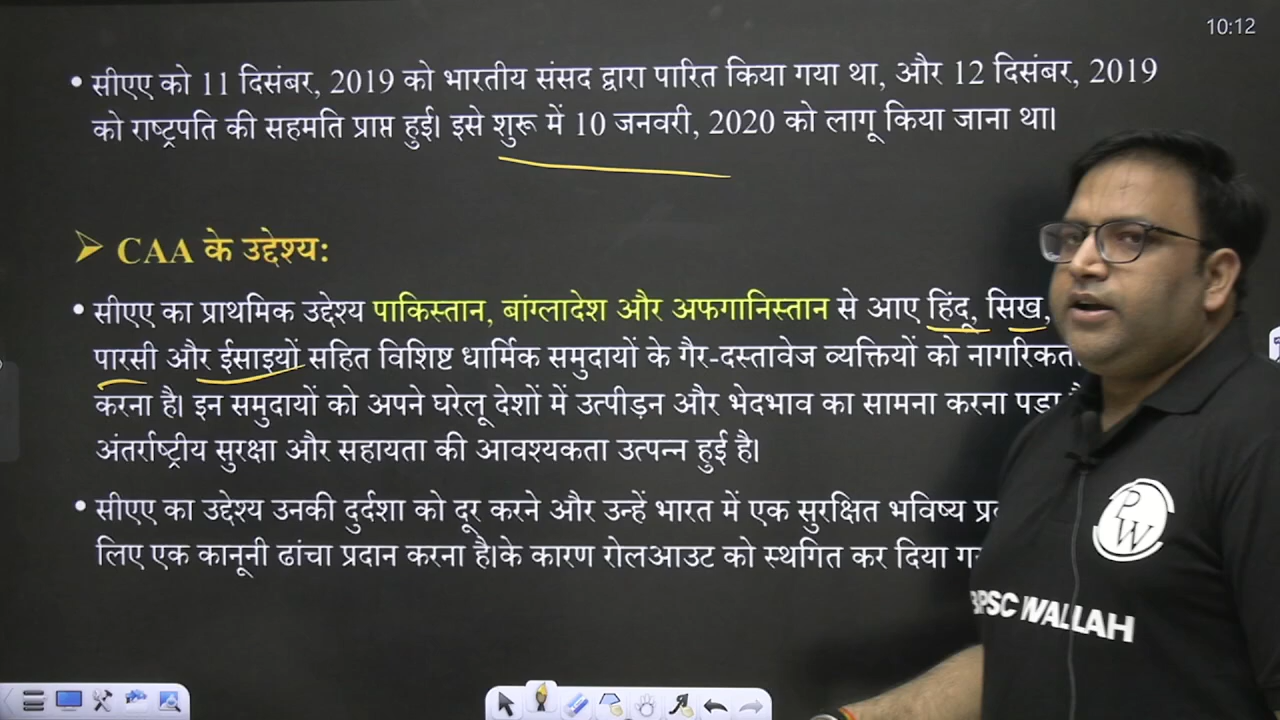 10:12
• सीएए को 11 दिसंबर, 2019 को भारतीय संसद द्वारा पारित किया गया था, और 12 दिसंबर, 2019
को राष्ट्रपति की सहमति प्राप्त हुई। इसे शुरू में 10 जनवरी, 2020 को लागू किया जाना था।
➢ CAA के उद्देश्य:
• सीएए का प्राथमिक उद्देश्य पाकिस्तान, बांग्लादेश और अफगानिस्तान से आए हिंदू, सिख,
पारसी और ईसाइयों सहित विशिष्ट धार्मिक समुदायों के गैर-दस्तावेज व्यक्तियों को
करना है। इन समुदायों को अपने घरेलू देशों में उत्पीड़न और भेदभाव का सामना करना पड़ा
अंतर्राष्ट्रीय सुरक्षा और सहायता की आवश्यकता उत्पन्न हुई है।
• सीएए का उद्देश्य उनकी दुर्दशा को दूर करने और उन्हें भारत में एक सुरक्षित भविष्य
लिए एक कानूनी ढांचा प्रदान करना है।के कारण रोलआउट को स्थगित कर दिया
PW
BPSC WALLAH